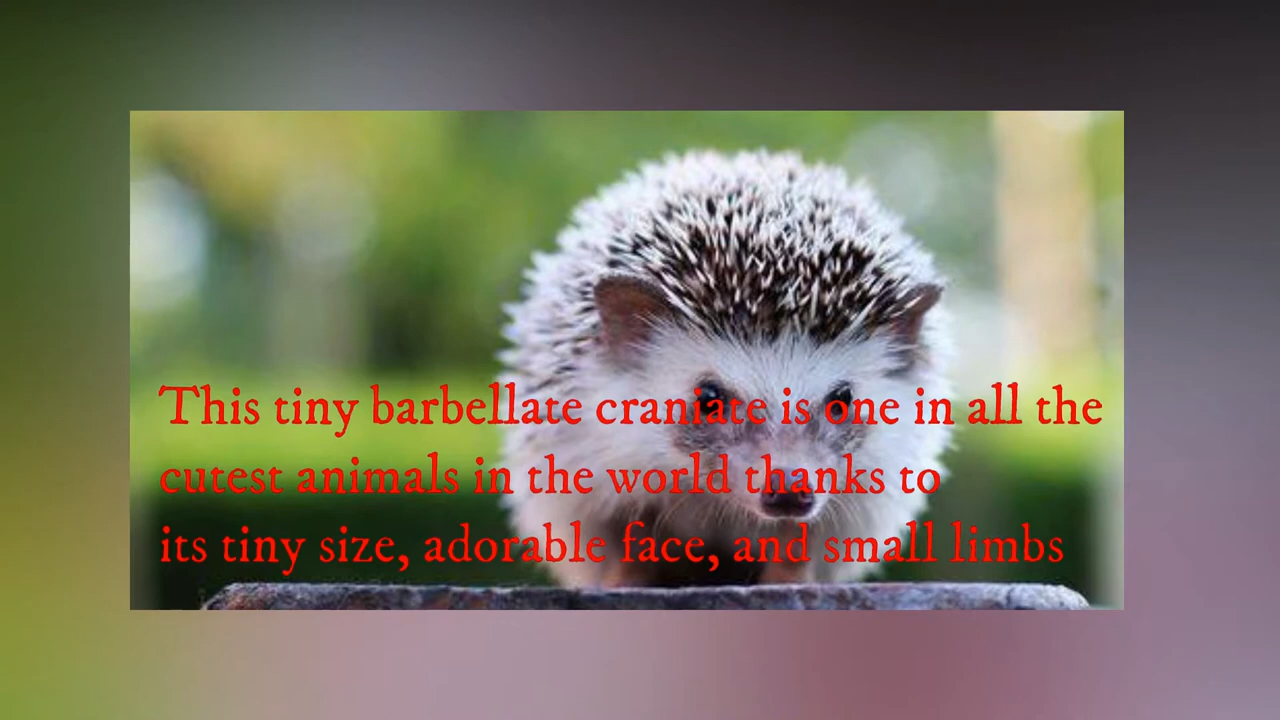 This tiny barbellate craniate is one in all the
cutest animals in the world thanks to
its tiny size, adorable face, and small limbs